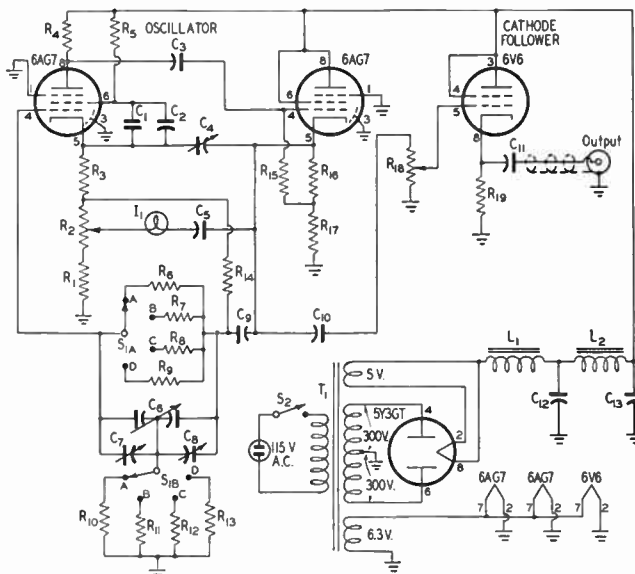 OSCILLATOR
CATHODE
FOLLOWER
R4
R5
C3
6AG7
6AG7
6V6
8
1
4
6
3
5
C1
C2
C4
8
6
1
4
3
5
3
4
5
8
C11
Output
R3
R15
R16
R18
R19
R2
I1
C5
R17
R1
R14
R6
A
B
R7
S1A
C
R8
D
R9
C9
C10
C6
C7
C8
A
S1B
D
B
C
R10
R11
R12
R13
T1
S2
115 V
A.C.
5 V.
5Y3GT
300V.
300V.
6.3 V.
4
2
8
6
L1
L2
C12
C13
6AG7
6AG7
6V6
7
2
7
2
7
2